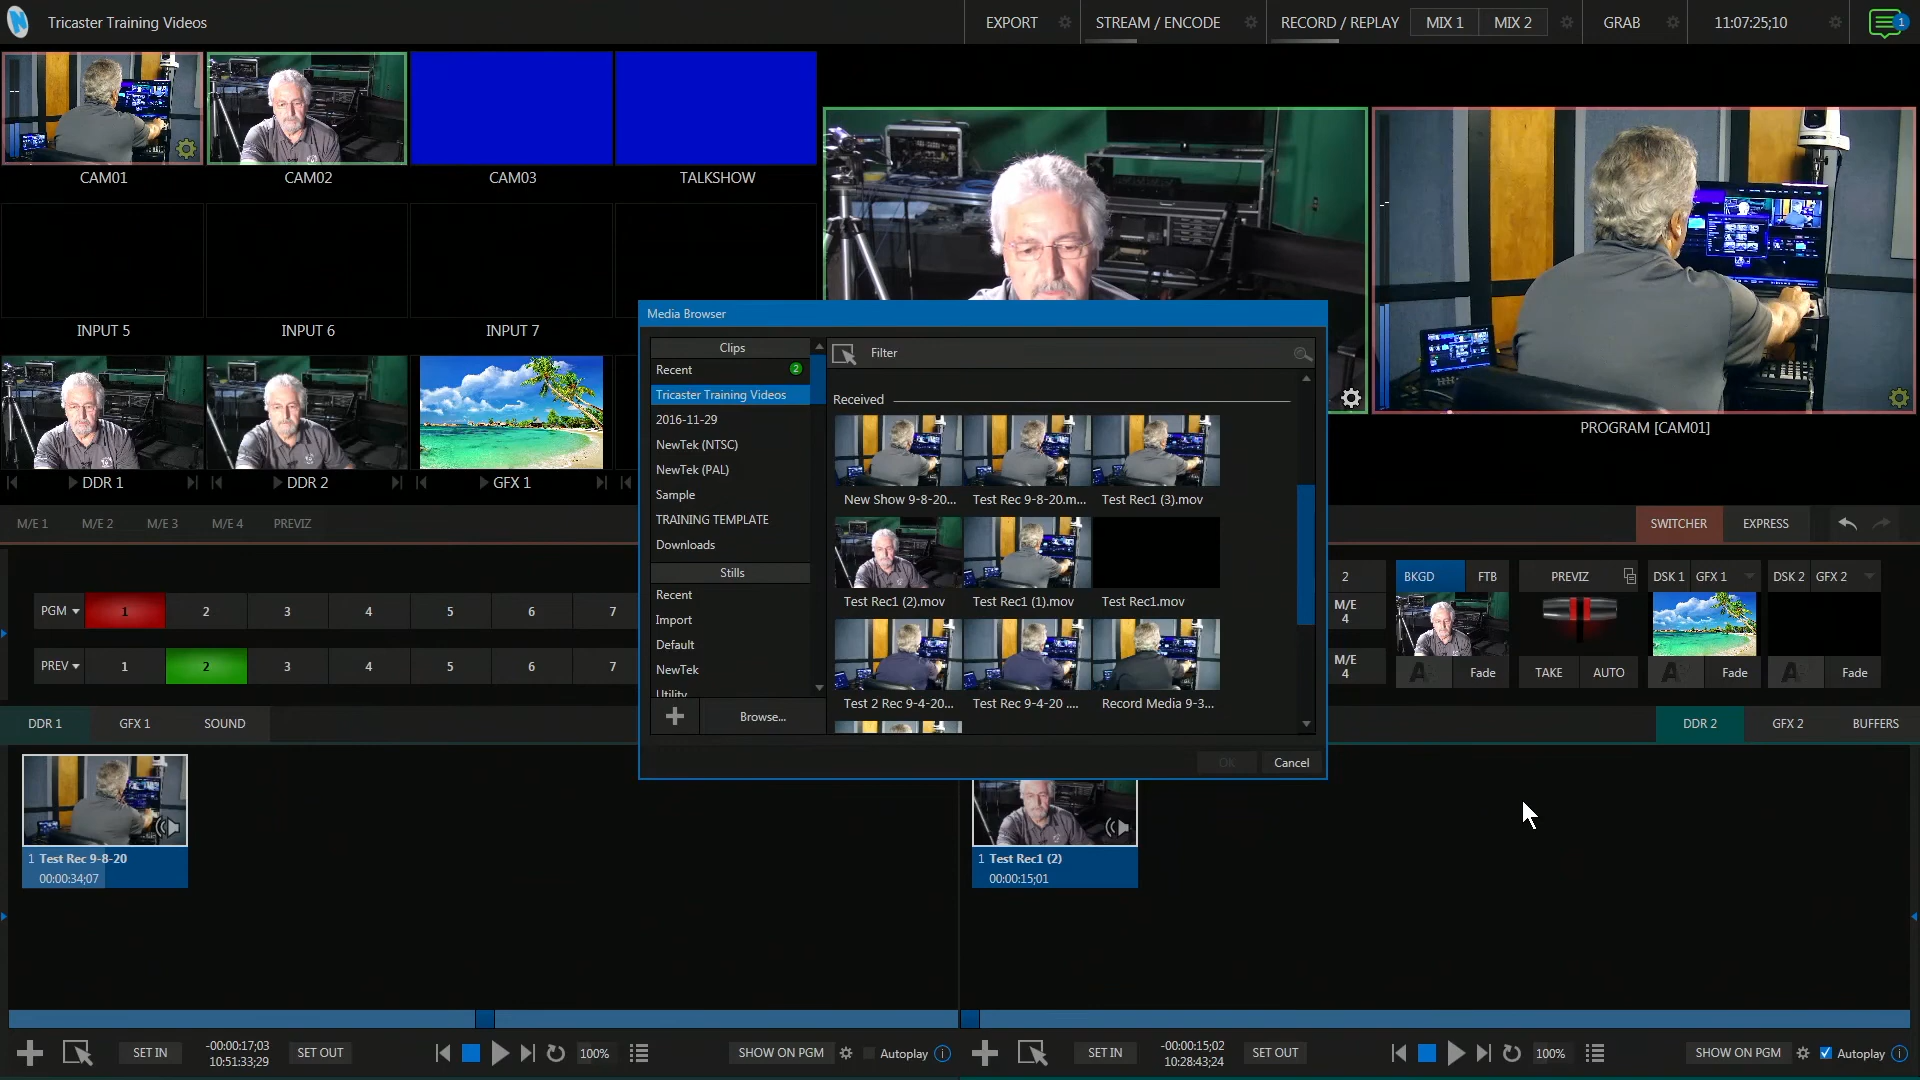 Tricaster Training Videos
EXPORT
STREAM / ENCODE
RECORD / REPLAY
MIX 1
MIX 2
GRAB
11:07:25;10
1
CAM01
CAM02
CAM03
TALKSHOW
INPUT 5
INPUT 6
INPUT 7
PROGRAM [CAM01]
DDR 1
DDR 2
GFX 1
Media Browser
Clips
Recent
2
Tricaster Training Videos
2016-11-29
NewTek (NTSC)
NewTek (PAL)
Sample
TRAINING TEMPLATE
Downloads
Stills
Recent
Import
Default
NewTek
Utility
Browse...
Filter
Received
New Show 9-8-20...
Test Rec 9-8-20.m...
Test Rec1 (3).mov
Test Rec1 (2).mov
Test Rec1 (1).mov
Test Rec1.mov
Test 2 Rec 9-4-20...
Test Rec 9-4-20 ....
Record Media 9-3...
OK
Cancel
M/E 1
M/E 2
M/E 3
M/E 4
PREVIZ
SWITCHER
EXPRESS
PGM
1
2
3
4
5
6
7
PREV
1
2
3
4
5
6
7
2
M/E
4
M/E
4
BKGD
FTB
PREVIZ
DSK 1
GFX 1
DSK 2
GFX 2
Fade
TAKE
AUTO
Fade
Fade
DDR 1
GFX 1
SOUND
DDR 2
GFX 2
BUFFERS
1 Test Rec 9-8-20
00:00:34;07
1 Test Rec1 (2)
00:00:15;01
SET IN
-00:00:17;03
10:51:33;29
SET OUT
100%
SHOW ON PGM
Autoplay
SET IN
-00:00:15;02
10:28:43;24
SET OUT
100%
SHOW ON PGM
Autoplay